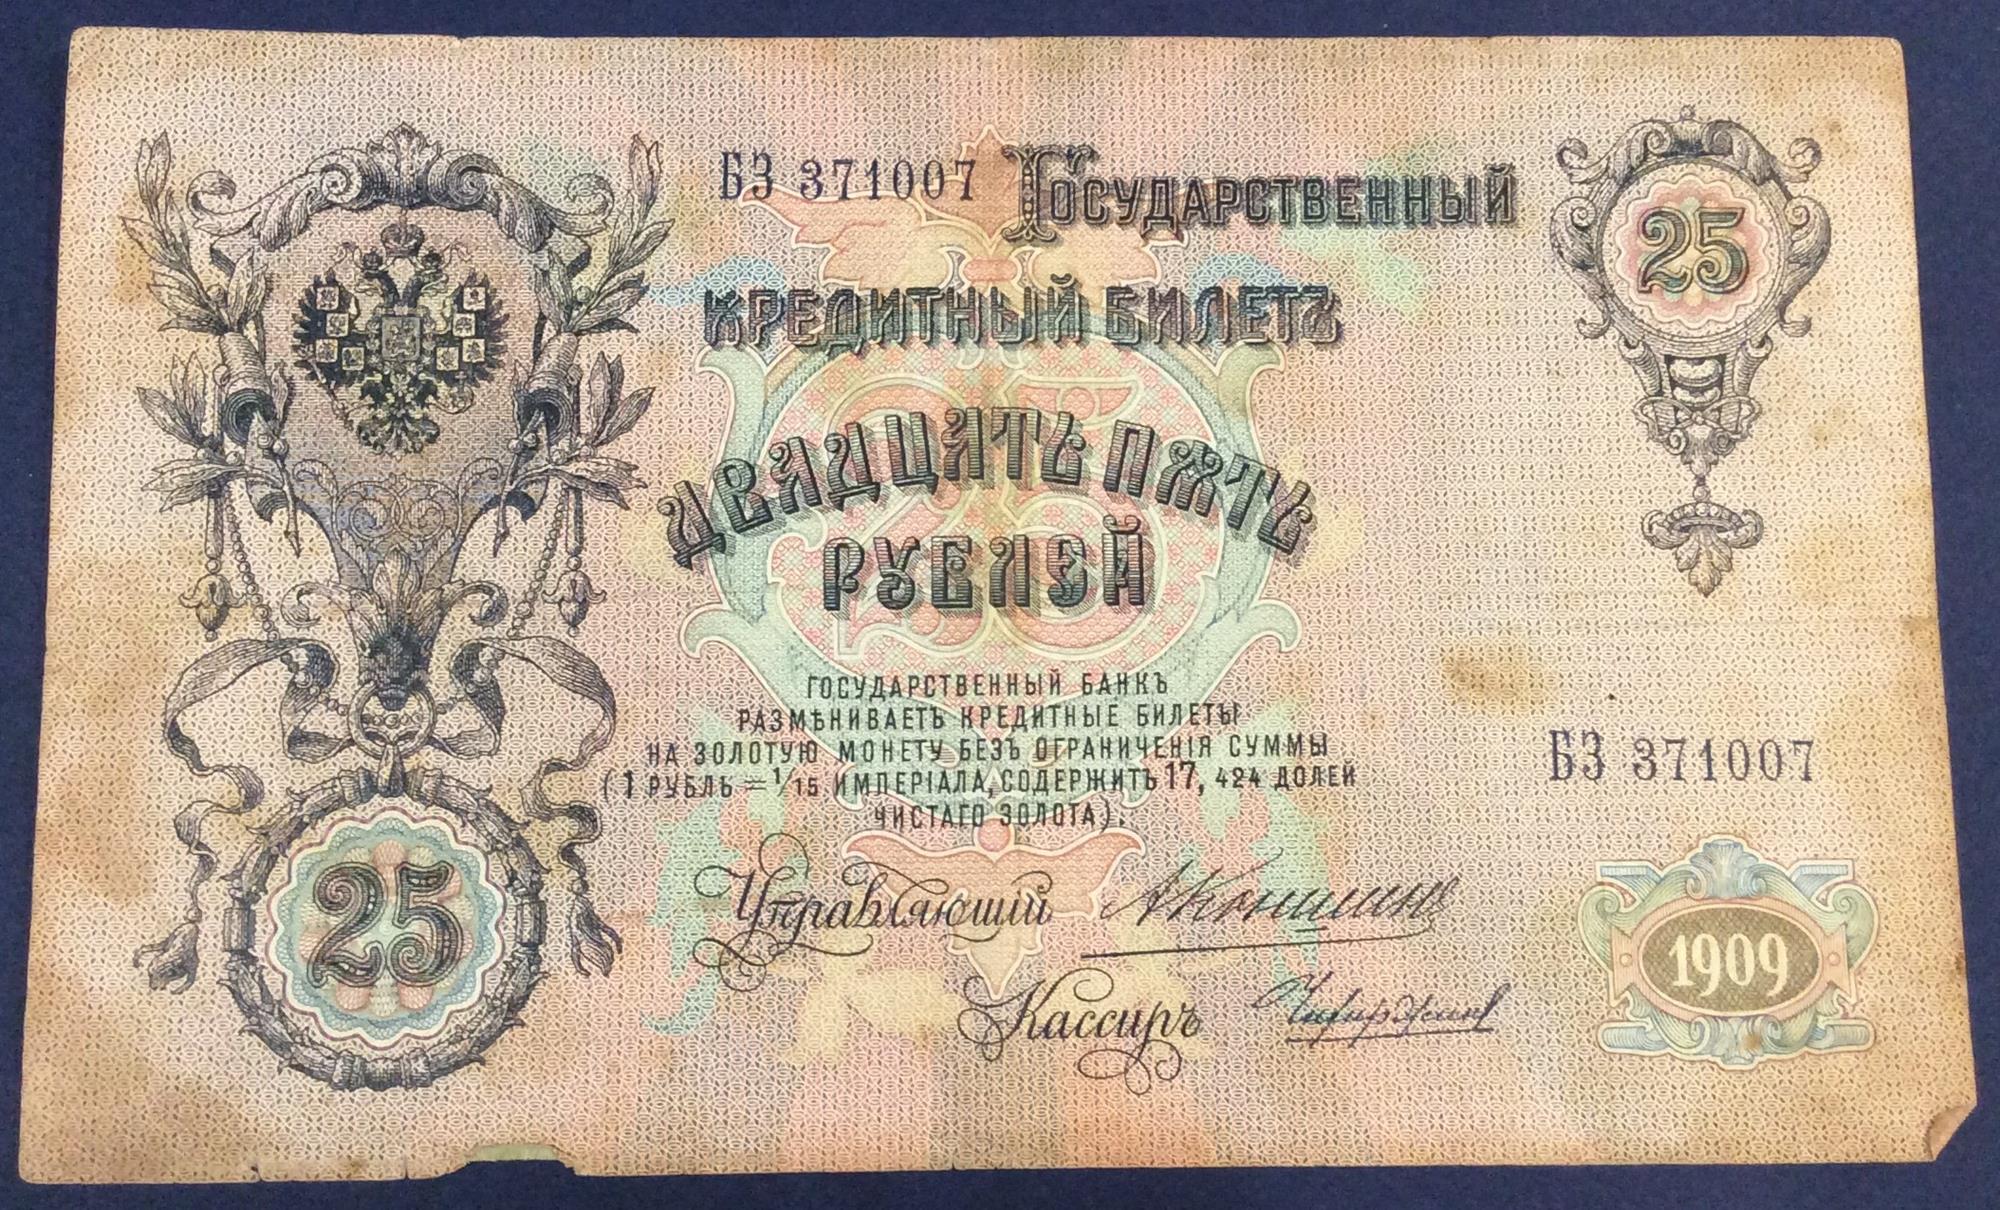 БЗ 371007
Государственный
25
КРЕДИТНЫЙ БИЛЕТЪ
ДВАДЦАТЬ ПЯТЬ
РУБЛЕЙ
25
ГОСУДАРСТВЕННЫЙ БАНКЪ
РАЗМѢНИВАЕТЪ КРЕДИТНЫЕ БИЛЕТЫ
НА ЗОЛОТУЮ МОНЕТУ БЕЗЪ ОГРАНИЧЕНІЯ СУММЫ
(1 РУБЛЬ = 1/15 ИМПЕРІАЛА, СОДЕРЖИТЪ 17, 424 ДОЛЕЙ
ЧИСТАГО ЗОЛОТА).
БЗ 371007
25
Управляющій
Кассиръ
1909